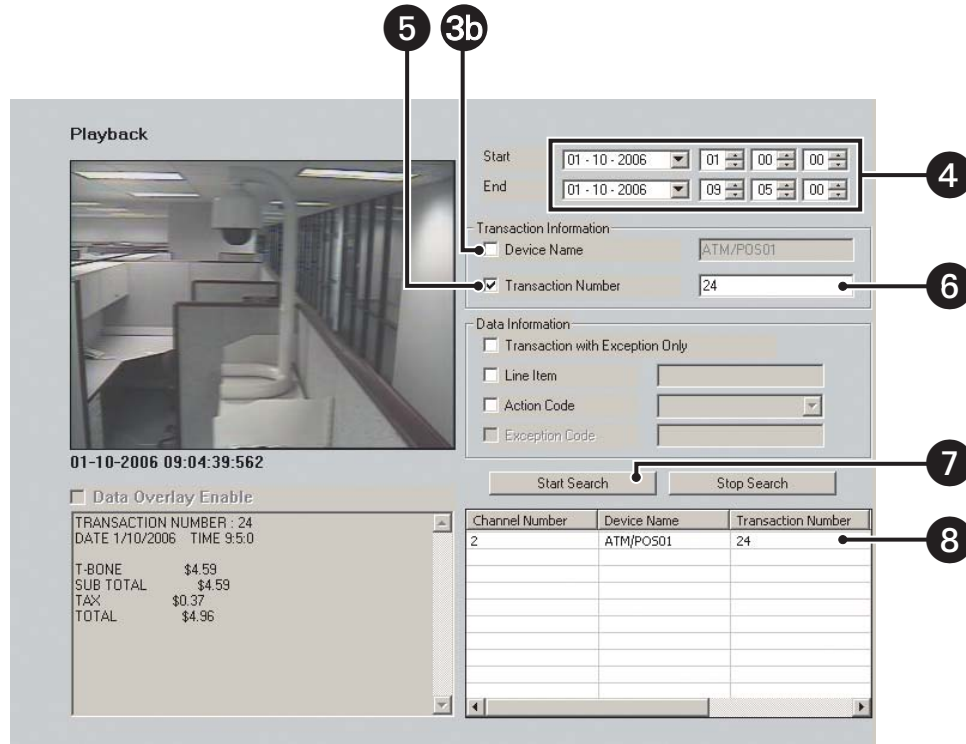 5 3b
Playback
Start 01 - 10 - 2006 01 00 00
End 01 - 10 - 2006 09 05 00
4
Transaction Information
Device Name ATM/POS01
Transaction Number 24
6
Data Information
Transaction with Exception Only
Line Item
Action Code
Exception Code
01-10-2006 09:04:39:562
7
Start Search Stop Search
Data Overlay Enable
TRANSACTION NUMBER : 24
DATE 1/10/2006 TIME 9:5:0
T-BONE $4.59
SUB TOTAL $4.59
TAX $0.37
TOTAL $4.96
Channel Number Device Name Transaction Number
2 ATM/POS01 24
8